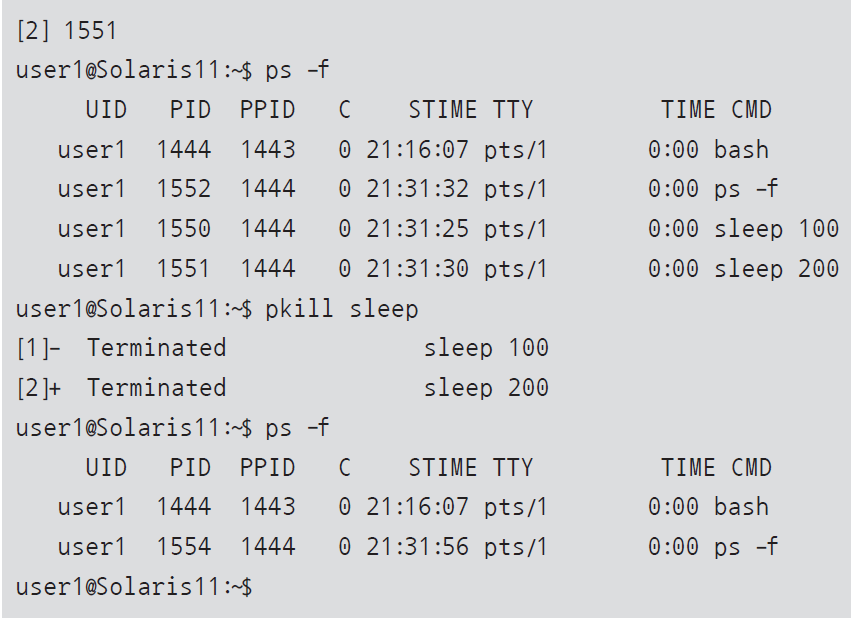 [2] 1551
user1@Solaris11:~$ ps -f
     UID   PID  PPID   C    STIME TTY         TIME CMD
   user1  1444  1443   0 21:16:07 pts/1       0:00 bash
   user1  1552  1444   0 21:31:32 pts/1       0:00 ps -f
   user1  1550  1444   0 21:31:25 pts/1       0:00 sleep 100
   user1  1551  1444   0 21:31:30 pts/1       0:00 sleep 200
user1@Solaris11:~$ pkill sleep
[1]-  Terminated              sleep 100
[2]+  Terminated              sleep 200
user1@Solaris11:~$ ps -f
     UID   PID  PPID   C    STIME TTY         TIME CMD
   user1  1444  1443   0 21:16:07 pts/1       0:00 bash
   user1  1554  1444   0 21:31:56 pts/1       0:00 ps -f
user1@Solaris11:~$